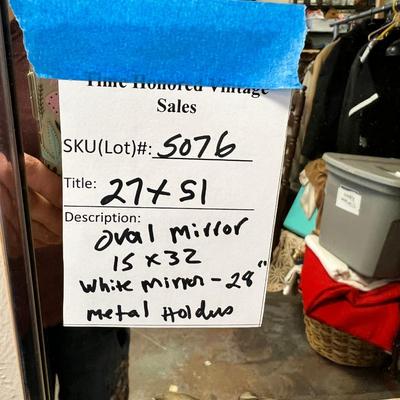 Time Honored Vintage
Sales
SKU(Lot)#: 5076
Title: 27x51
Description:
oval mirror
15 x 32
white mirror - 28"
metal Holders